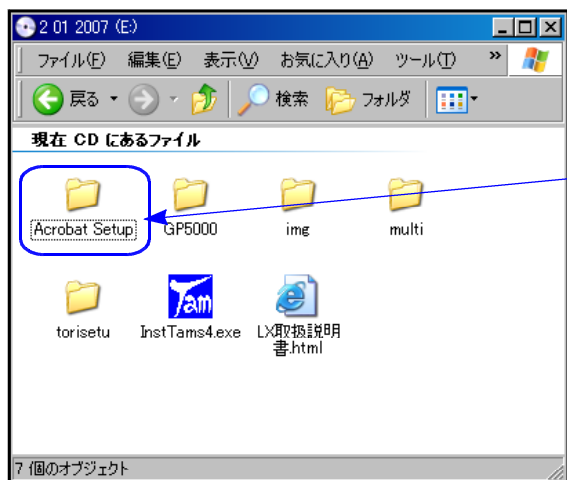 2 01 2007 (E:)
ファイル(F) 編集(E) 表示(V) お気に入り(A) ツール(T) »
戻る 検索 フォルダ
現在 CD にあるファイル
Acrobat Setup GP5000 img multi
torisetu InstTams4.exe LX取扱説明
書.html
Tam
7 個のオブジェクト